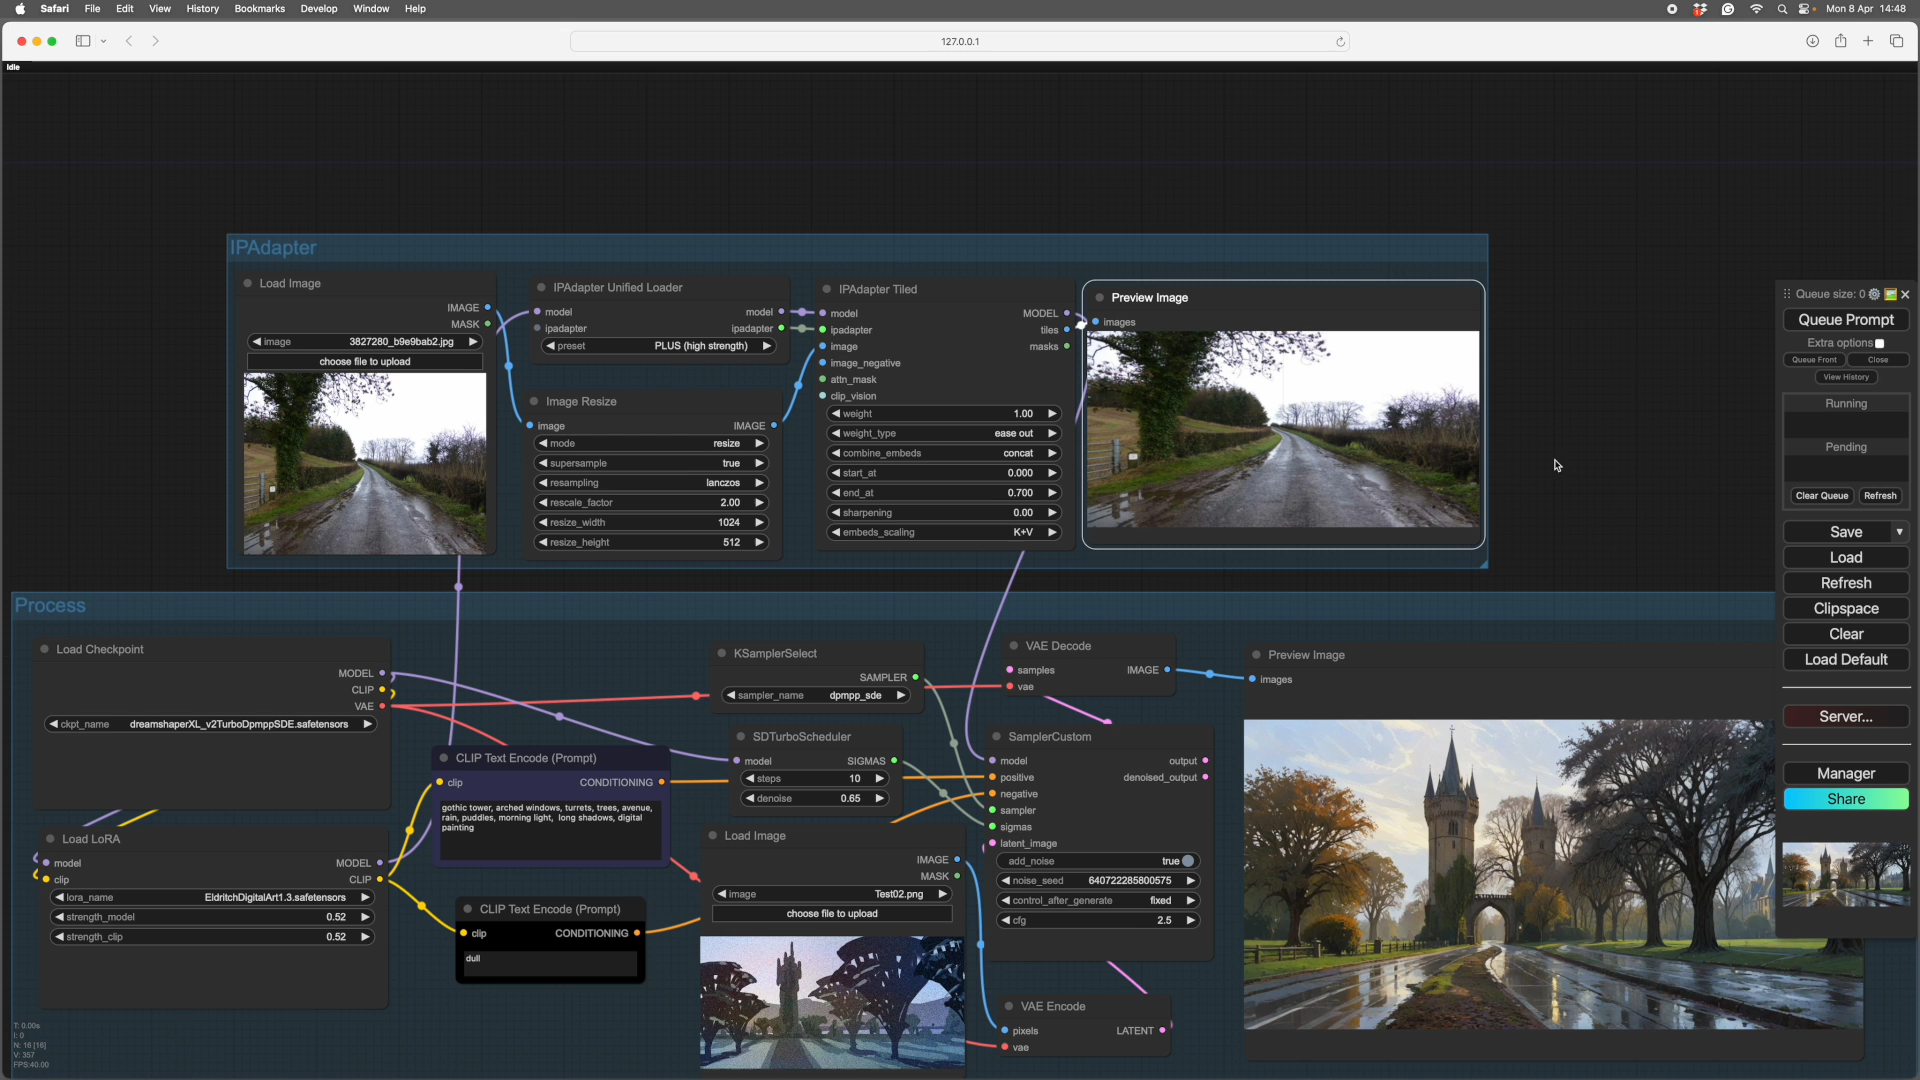 Safari File Edit View History Bookmarks Develop Window Help
Mon 8 Apr 14:48
127.0.0.1
Idle
IPAdapter
Load Image
IMAGE
MASK
image 3827280_b9e9bab2.jpg
choose file to upload
IPAdapter Unified Loader
model model
ipadapter ipadapter
preset PLUS (high strength)
Image Resize
image IMAGE
mode resize
supersample true
resampling lanczos
rescale_factor 2.00
resize_width 1024
resize_height 512
IPAdapter Tiled
model MODEL
ipadapter tiles
image masks
image_negative
attn_mask
clip_vision
weight 1.00
weight_type ease out
combine_embeds concat
start_at 0.000
end_at 0.700
sharpening 0.00
embeds_scaling K+V
Preview Image
images
Queue size: 0
Queue Prompt
Extra options
Queue Front Close
View History
Running
Pending
Clear Queue Refresh
Save
Load
Refresh
Clipspace
Clear
Load Default
Server...
Manager
Share
Process
Load Checkpoint
MODEL
CLIP
VAE
ckpt_name dreamshaperXL_v2TurboDpmppSDE.safetensors
Load LoRA
model MODEL
clip CLIP
lora_name EldritchDigitalArt1.3.safetensors
strength_model 0.52
strength_clip 0.52
CLIP Text Encode (Prompt)
clip CONDITIONING
gothic tower, arched windows, turrets, trees, avenue,
rain, puddles, morning light, long shadows, digital
painting
CLIP Text Encode (Prompt)
clip CONDITIONING
dull
KSamplerSelect
SAMPLER
sampler_name dpmpp_sde
SDTurboScheduler
model SIGMAS
steps 10
denoise 0.65
Load Image
IMAGE
MASK
image Test02.png
choose file to upload
VAE Decode
samples IMAGE
vae
SamplerCustom
model output
positive denoised_output
negative
sampler
sigmas
latent_image
add_noise true
noise_seed 640722285800575
control_after_generate fixed
cfg 2.5
VAE Encode
pixels LATENT
vae
Preview Image
images
T: 0.00s
I: 0
N: 16 [16]
V: 357
FPS:40.00